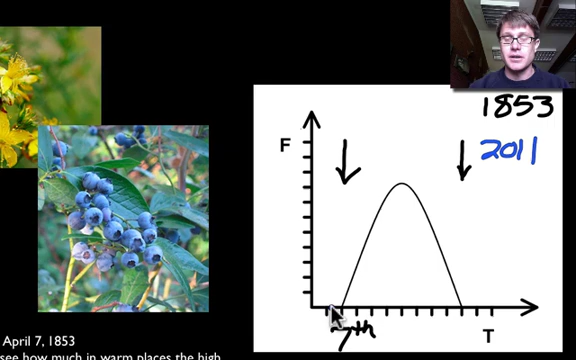 1853
F
2011
7th
T
April 7, 1853
see how much in warm places the high